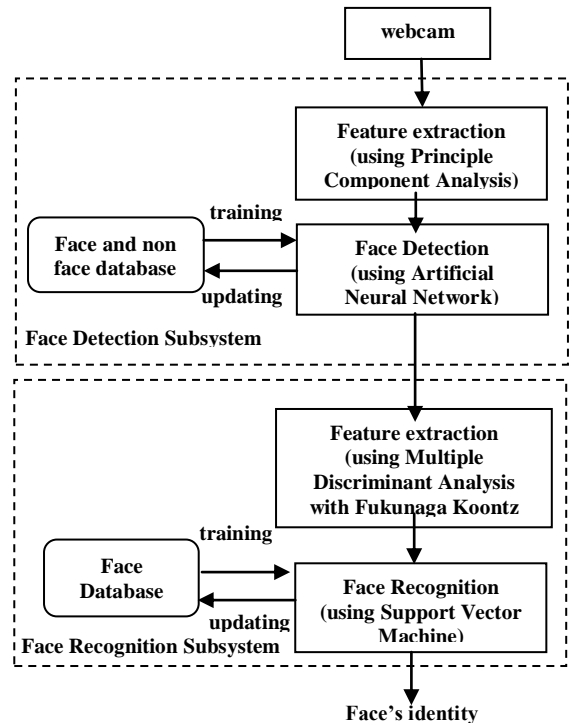 webcam
Feature extraction
(using Principle
Component Analysis)
training
Face and non
face database
Face Detection
(using Artificial
Neural Network)
updating
Face Detection Subsystem
Feature extraction
(using Multiple
Discriminant Analysis
with Fukunaga Koontz
training
Face
Database
Face Recognition
(using Support Vector
Machine)
updating
Face Recognition Subsystem
Face's identity